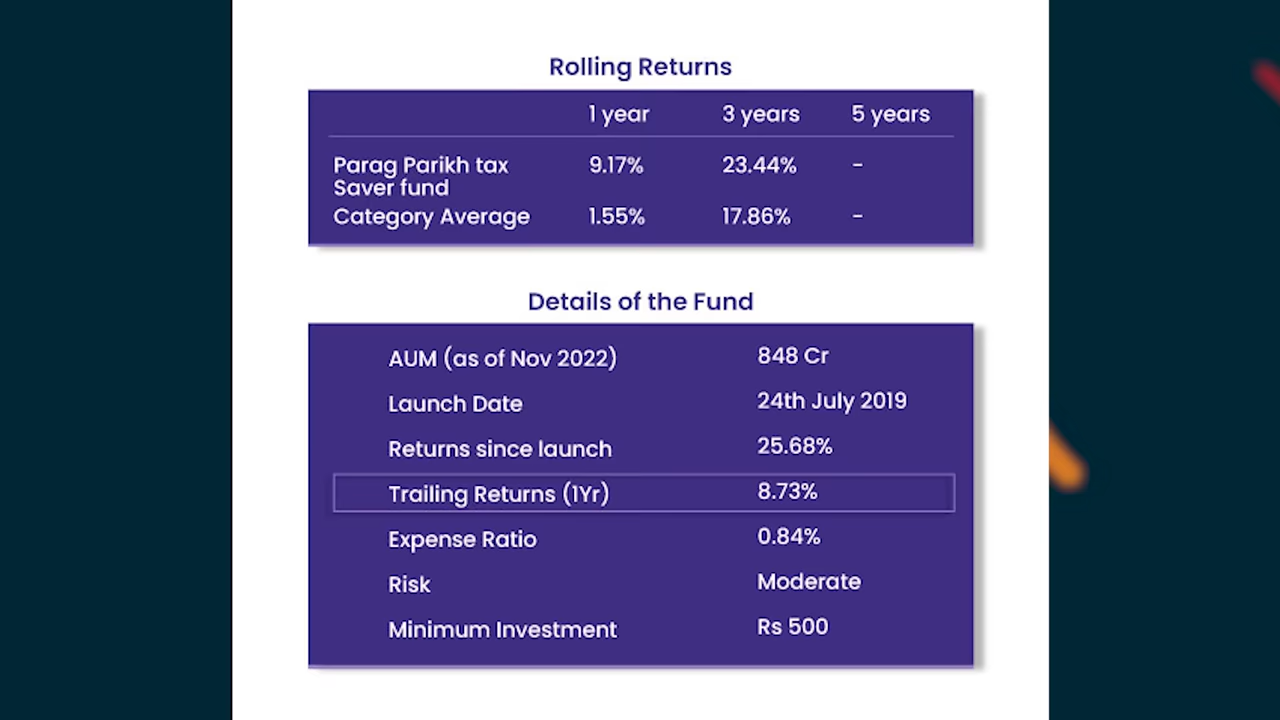 Rolling Returns
1 year 3 years 5 years
Parag Parikh tax 9.17% 23.44% -
Saver fund
Category Average 1.55% 17.86% -
Details of the Fund
AUM (as of Nov 2022) 848 Cr
Launch Date 24th July 2019
Returns since launch 25.68%
Trailing Returns (1Yr) 8.73%
Expense Ratio 0.84%
Risk Moderate
Minimum Investment Rs 500